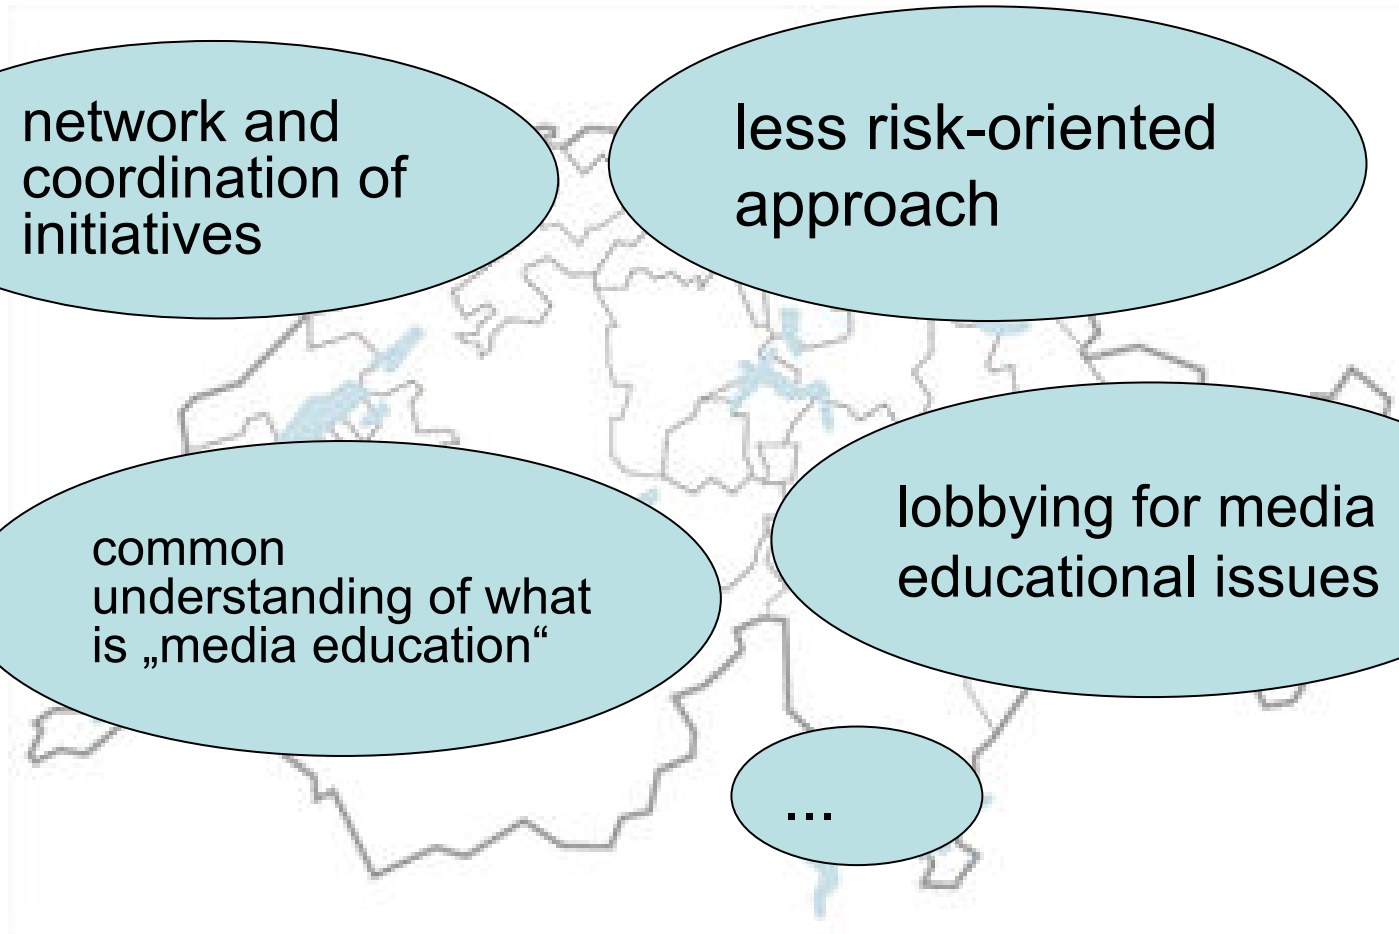 network and
coordination of
initiatives
less risk-oriented
approach
common
understanding of what
is „media education“
lobbying for media
educational issues
...